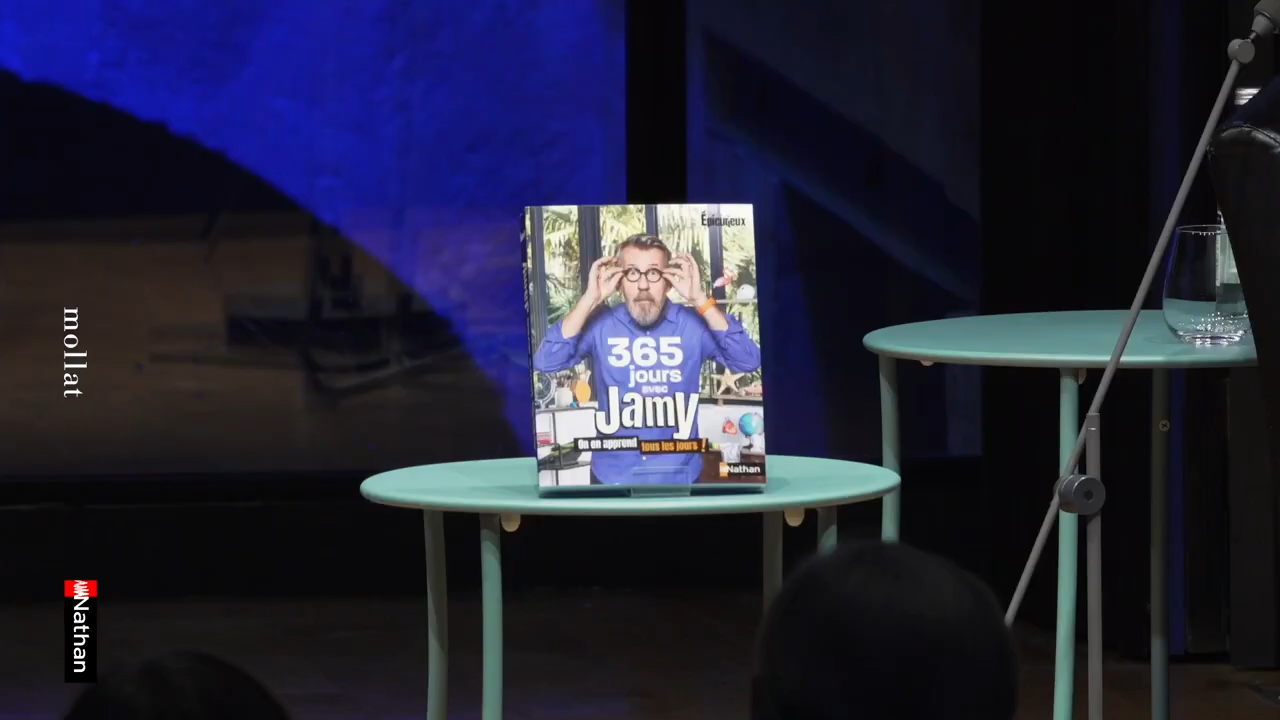 Épicurieux
365
jours
avec
Jamy
On en apprend tous les jours !
Nathan
mollat
Nathan